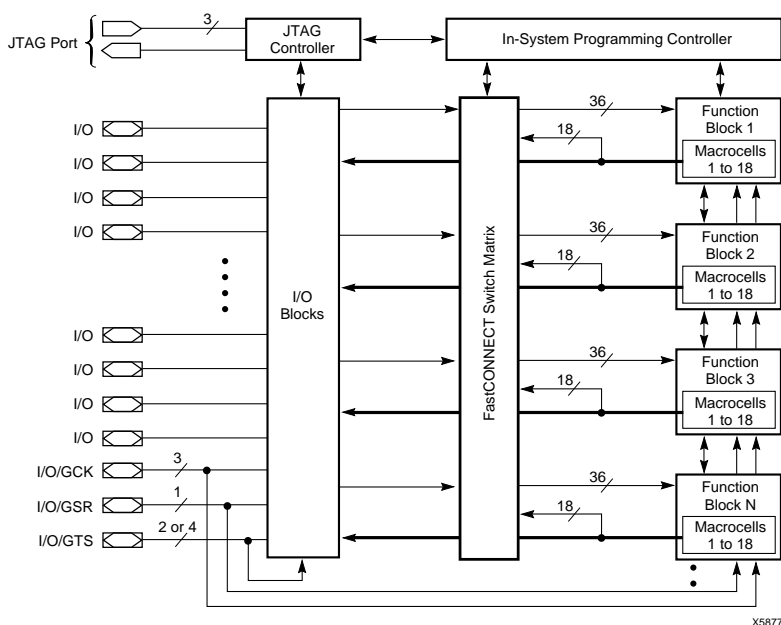 3
JTAG Port
JTAG
Controller
In-System Programming Controller
I/O
I/O
I/O
I/O
I/O
I/O
I/O
I/O
I/O/GCK
3
I/O/GSR
1
I/O/GTS
2 or 4
I/O
Blocks
FastCONNECT Switch Matrix
36
18
Function
Block 1
Macrocells
1 to 18
36
18
Function
Block 2
Macrocells
1 to 18
36
18
Function
Block 3
Macrocells
1 to 18
36
18
Function
Block N
Macrocells
1 to 18
X5877